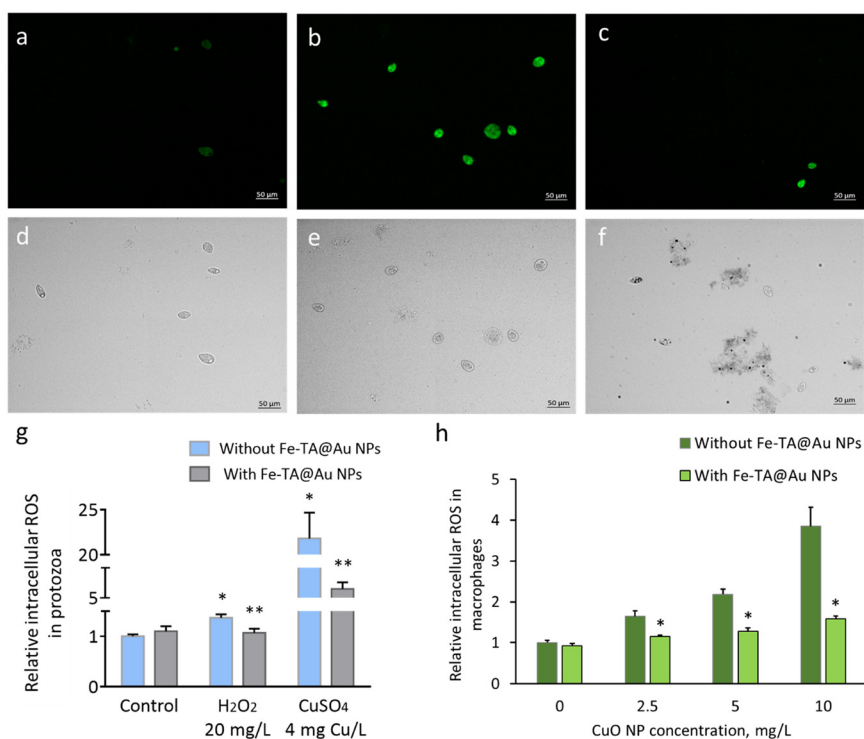 a
b
c
50 µm
50 µm
50 µm
d
e
f
50 µm
50 µm
50 µm
g
Without Fe-TA@Au NPs
With Fe-TA@Au NPs
Relative intracellular ROS
in protozoa
25
20
5
1
0
*
**
*
**
Control
H2O2
20 mg/L
CuSO4
4 mg Cu/L
h
Without Fe-TA@Au NPs
With Fe-TA@Au NPs
Relative intracellular ROS in
macrophages
5
4
3
2
1
0
*
*
*
0
2.5
5
10
CuO NP concentration, mg/L